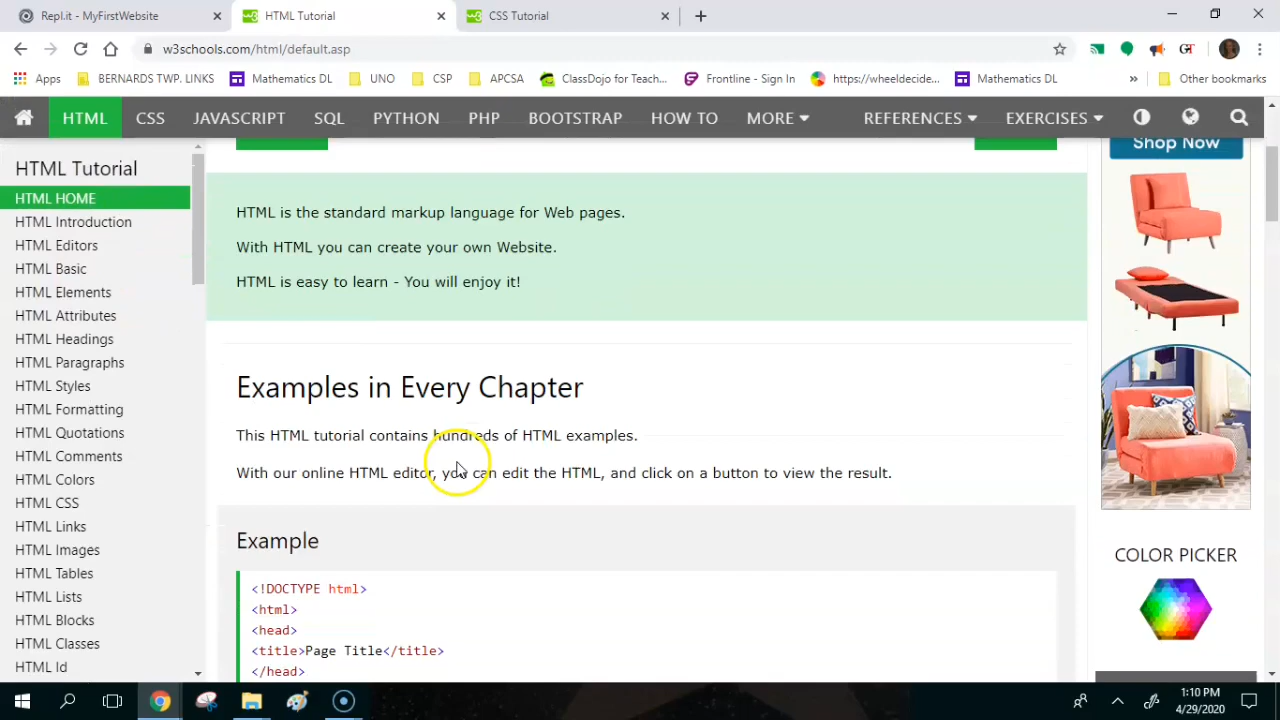 Repl.it - MyFirstWebsite
HTML Tutorial
CSS Tutorial
w3schools.com/html/default.asp
Apps
BERNARDS TWP. LINKS
Mathematics DL
UNO
CSP
APCSA
ClassDojo for Teach...
Frontline - Sign In
https://wheeldecide...
Mathematics DL
»
Other bookmarks
HTML CSS JAVASCRIPT SQL PYTHON PHP BOOTSTRAP HOW TO MORE REFERENCES EXERCISES
HTML Tutorial
HTML HOME
HTML Introduction
HTML Editors
HTML Basic
HTML Elements
HTML Attributes
HTML Headings
HTML Paragraphs
HTML Styles
HTML Formatting
HTML Quotations
HTML Comments
HTML Colors
HTML CSS
HTML Links
HTML Images
HTML Tables
HTML Lists
HTML Blocks
HTML Classes
HTML Id
HTML is the standard markup language for Web pages.
With HTML you can create your own Website.
HTML is easy to learn - You will enjoy it!
Examples in Every Chapter
This HTML tutorial contains hundreds of HTML examples.
With our online HTML editor, you can edit the HTML, and click on a button to view the result.
Example
<!DOCTYPE html>
<html>
<head>
<title>Page Title</title>
</head>
Shop Now
COLOR PICKER
1:10 PM
4/29/2020